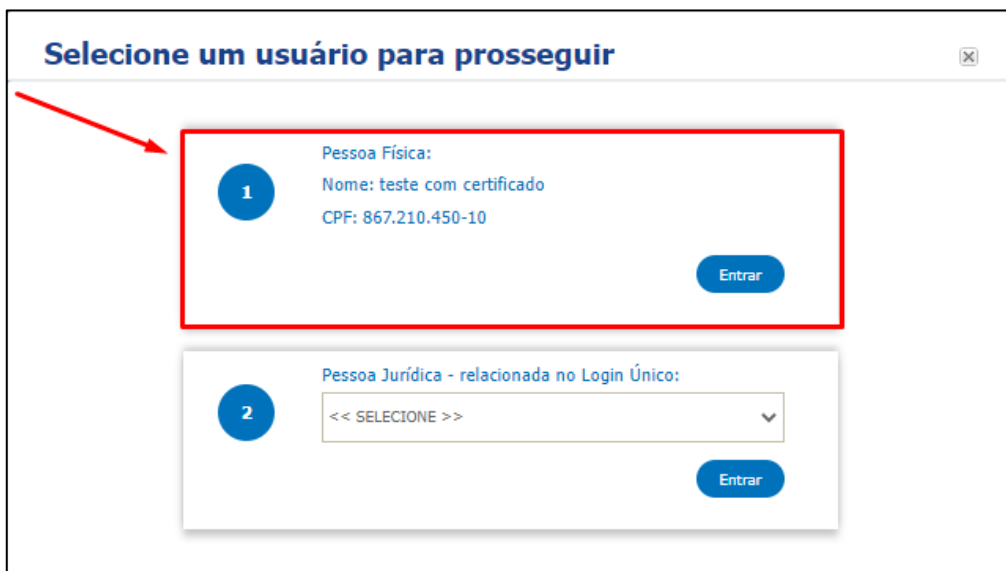 Selecione um usuário para prosseguir
1
Pessoa Física:
Nome: teste com certificado
CPF: 867.210.450-10
Entrar
2
Pessoa Jurídica - relacionada no Login Único:
<< SELECIONE >>
Entrar